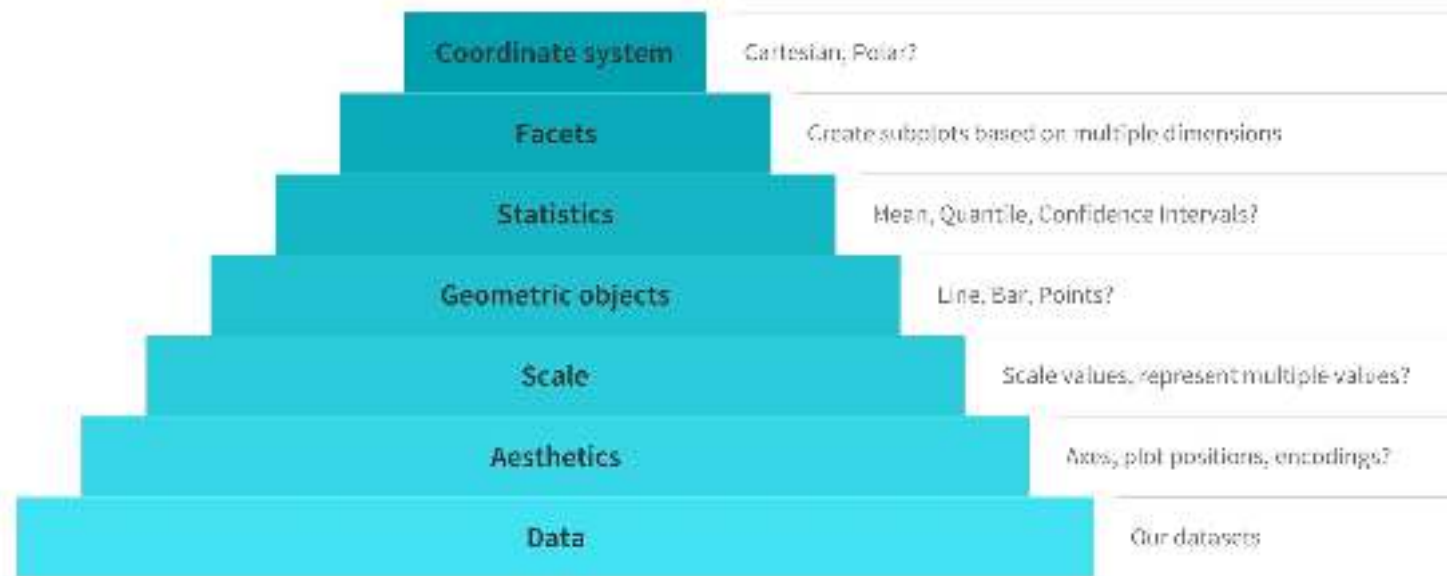 Coordinate system Cartesian, Polar?
Facets Create subplots based on multiple dimensions
Statistics Mean, Quantile, Confidence Intervals?
Geometric objects Line, Bar, Points?
Scale Scale values, represent multiple values?
Aesthetics Axes, plot positions, encodings?
Data Our datasets